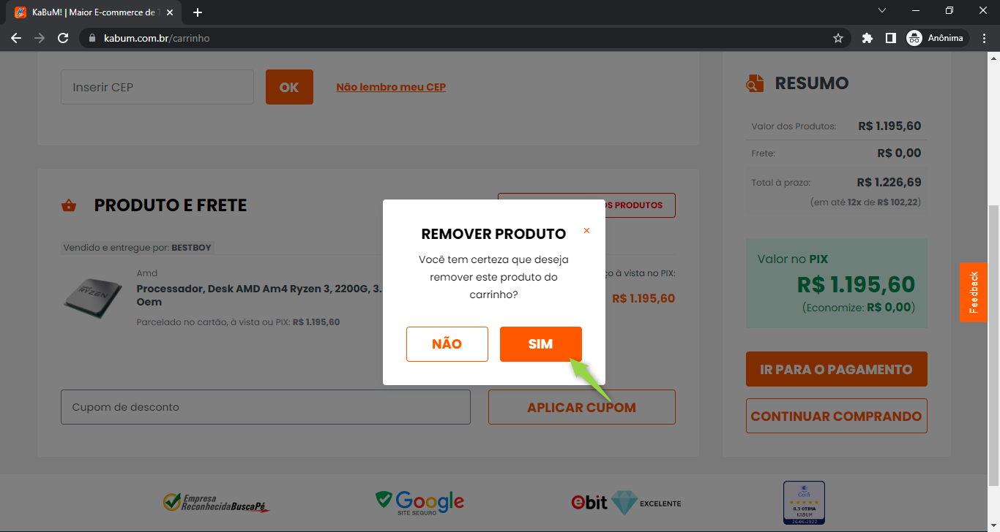 KaBuM! | Maior E-commerce de
kabum.com.br/carrinho
Anônima
Inserir CEP
OK
Não lembro meu CEP
PRODUTO E FRETE
OS PRODUTOS
Vendido e entregue por: BESTBOY
Amd
Processador, Desk AMD Am4 Ryzen 3, 2200G, 3.
Oem
Parcelado no cartão, à vista ou PIX: R$ 1.195,60
à vista no PIX:
R$ 1.195,60
REMOVER PRODUTO
Você tem certeza que deseja
remover este produto do
carrinho?
NÃO
SIM
Cupom de desconto
APLICAR CUPOM
RESUMO
Valor dos Produtos: R$ 1.195,60
Frete: R$ 0,00
Total à prazo: R$ 1.226,69
(em até 12x de R$ 102,22)
Valor no PIX
R$ 1.195,60
(Economize: R$ 0,00)
IR PARA O PAGAMENTO
CONTINUAR COMPRANDO
Feedback
Empresa
ReconhecidaBuscaPé
Google
SITE SEGURO
ebit EXCELENTE
AMD
RYZEN
8.3 OTIMA
KABUM
26-06-2022